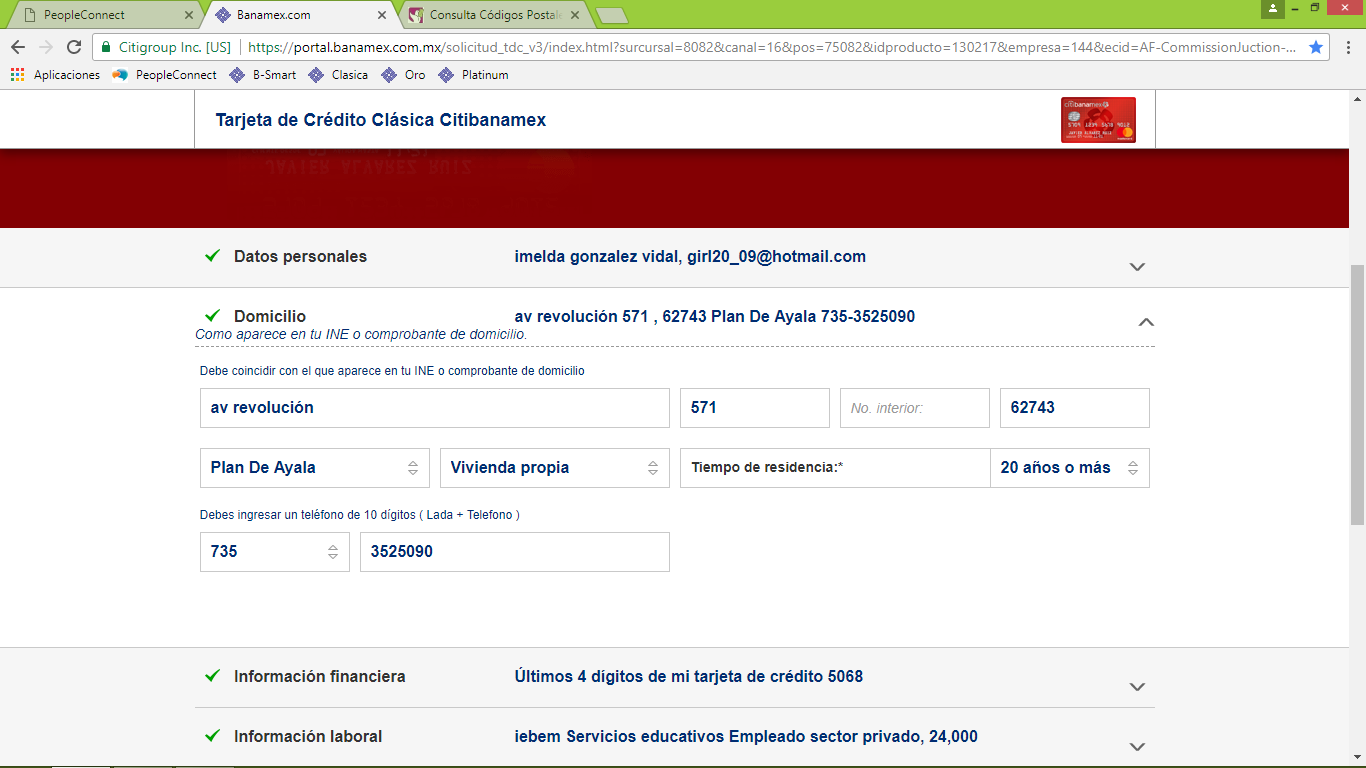 PeopleConnect
Banamex.com
Consulta Códigos Postale
Citigroup Inc. [US] https://portal.banamex.com.mx/solicitud_tdc_v3/index.html?surcursal=8082&canal=16&pos=75082&idproducto=130217&empresa=144&ecid=AF-CommissionJuction-...
Aplicaciones PeopleConnect B-Smart Clasica Oro Platinum
Tarjeta de Crédito Clásica Citibanamex
citibanamex
JAVIER ALVAREZ RUIZ
JAVIER ALVAREZ RUIZ
Datos personales imelda gonzalez vidal, girl20_09@hotmail.com
Domicilio av revolución 571 , 62743 Plan De Ayala 735-3525090
Como aparece en tu INE o comprobante de domicilio.
Debe coincidir con el que aparece en tu INE o comprobante de domicilio
av revolución 571 No. interior: 62743
Plan De Ayala Vivienda propia Tiempo de residencia:* 20 años o más
Debes ingresar un teléfono de 10 dígitos ( Lada + Telefono )
735 3525090
Información financiera Últimos 4 dígitos de mi tarjeta de crédito 5068
Información laboral iebem Servicios educativos Empleado sector privado, 24,000